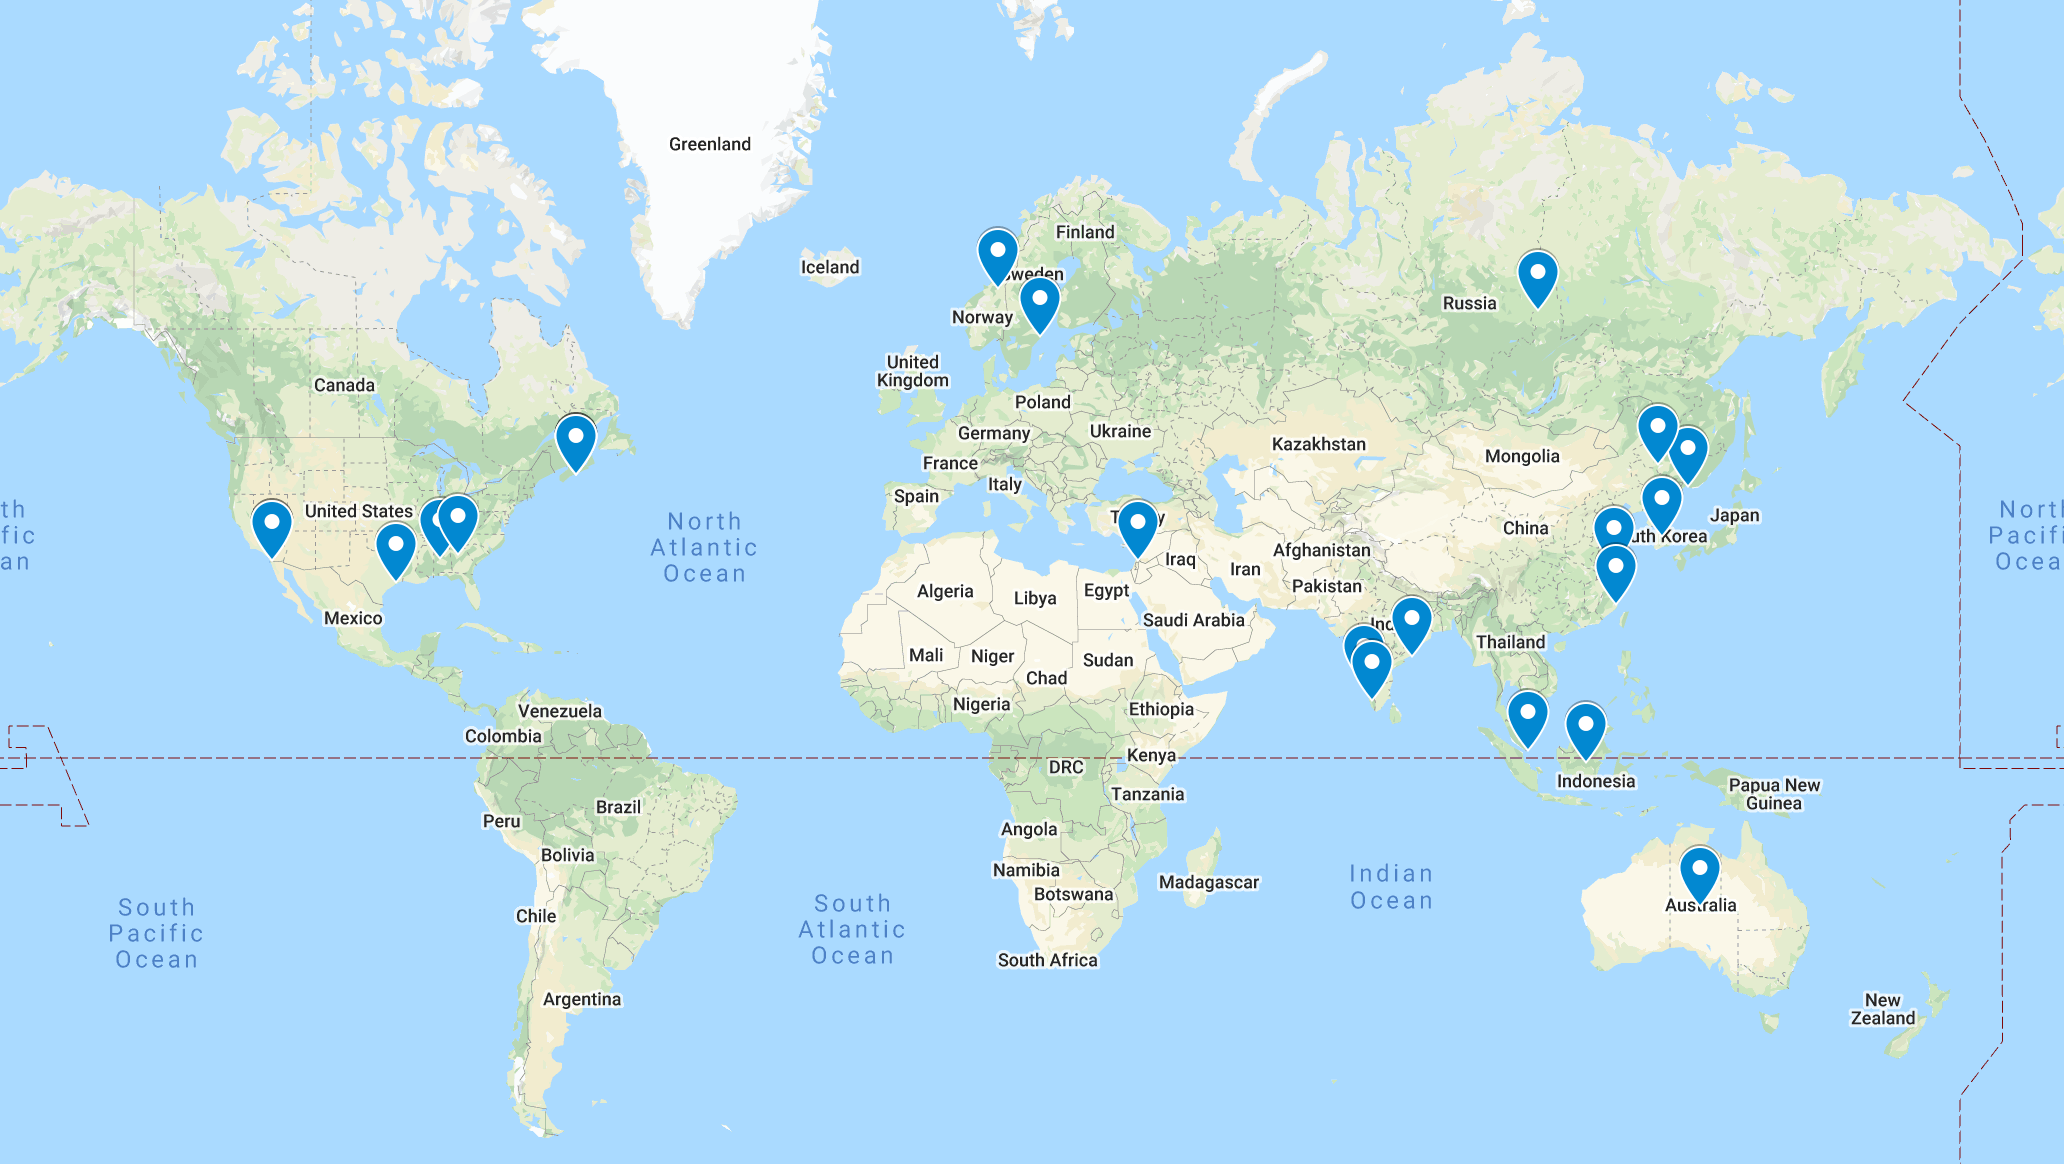 Greenland
Finland
Iceland
Sweden
Russia
Norway
United
Kingdom
Canada
Poland
Germany
Ukraine
Kazakhstan
Mongolia
France
Italy
Spain
United States
North
Atlantic
Ocean
Turkey
China
Japan
South Korea
th
fic
an
North
Pacifi
Ocea
Iraq
Iran
Afghanistan
Pakistan
Algeria
Libya
Egypt
Mexico
Saudi Arabia
Ind
Thailand
Mali
Niger
Chad
Sudan
Nigeria
Ethiopia
Venezuela
Colombia
DRC
Kenya
Indonesia
Papua New
Guinea
Tanzania
Brazil
Peru
Angola
Bolivia
Namibia
Botswana
Madagascar
Indian
Ocean
Australia
South
Pacific
Ocean
Chile
South
Atlantic
Ocean
South Africa
Argentina
New
Zealand